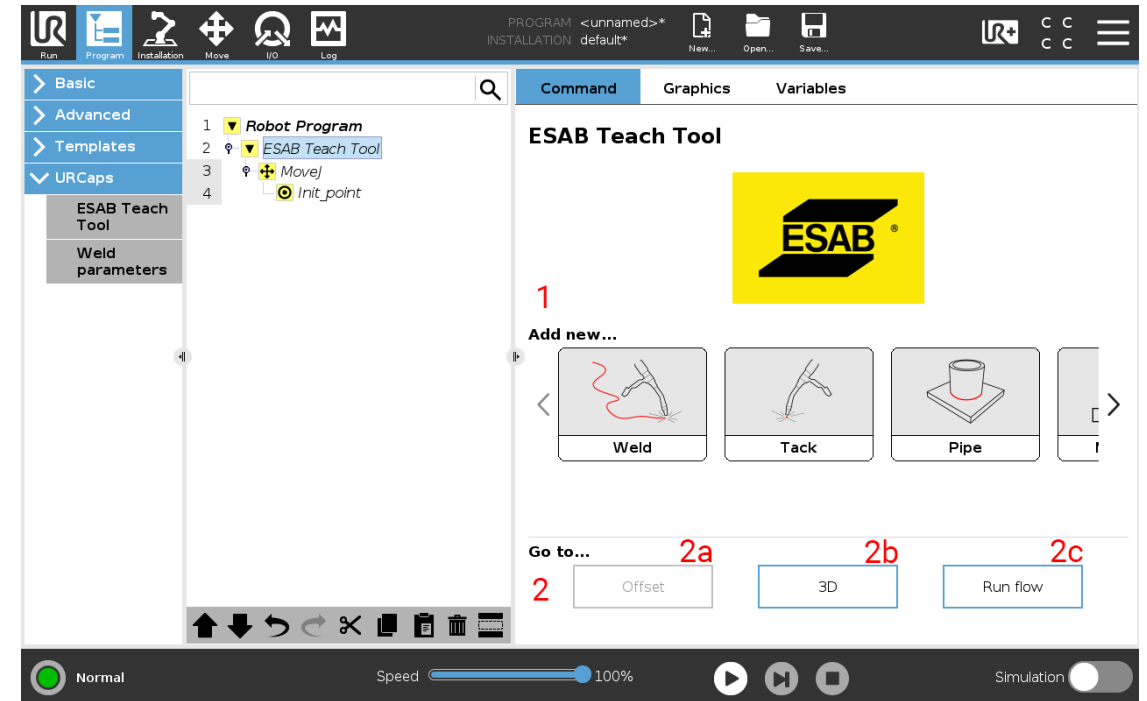 PROGRAM <unnamed>*
INSTALLATION default*
UR
Run
Program
Installation
Move
I/O
Log
New...
Open...
Save...
UR+
C C
C C
Basic
Advanced
Templates
URCaps
ESAB Teach
Tool
Weld
parameters
1 Robot Program
2 ESAB Teach Tool
3 MoveJ
4 Init_point
Command
Graphics
Variables
ESAB Teach Tool
ESAB ®
1
Add new...
Weld
Tack
Pipe
Go to...
2a
2b
2c
2
Offset
3D
Run flow
Normal
Speed
100%
Simulation